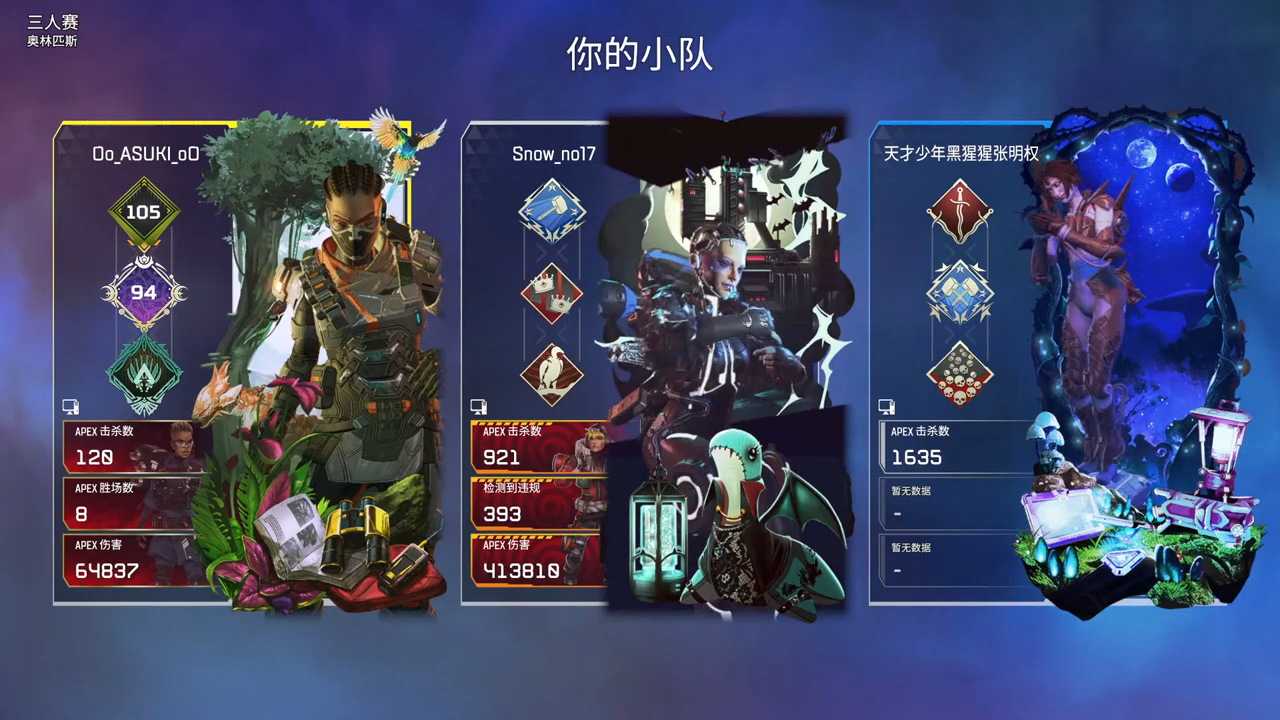 三人赛
奥林匹斯
你的小队
Oo_ASUKI_oO
105
94
APEX 击杀数
120
APEX 胜场数
8
APEX 伤害
64837
Snow_no17
APEX 击杀数
921
检测到违规
393
APEX 伤害
413810
天才少年黑猩猩张明权
APEX 击杀数
1635
暂无数据
-
暂无数据
-